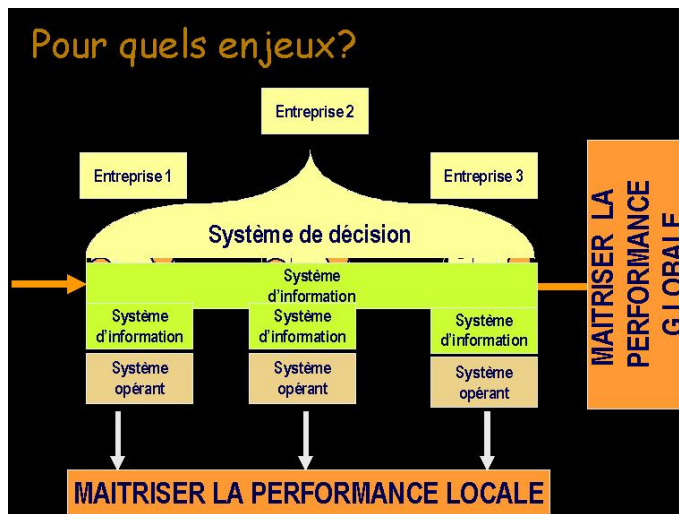 Pour quels enjeux?
Entreprise 2
Entreprise 1
Entreprise 3
Système de décision
Système
d'information
Système
d'information
Système
d'information
Système
d'information
Système
opérant
Système
opérant
Système
opérant
MAITRISER LA PERFORMANCE LOCALE
MAITRISER LA
PERFORMANCE
GLOBALE